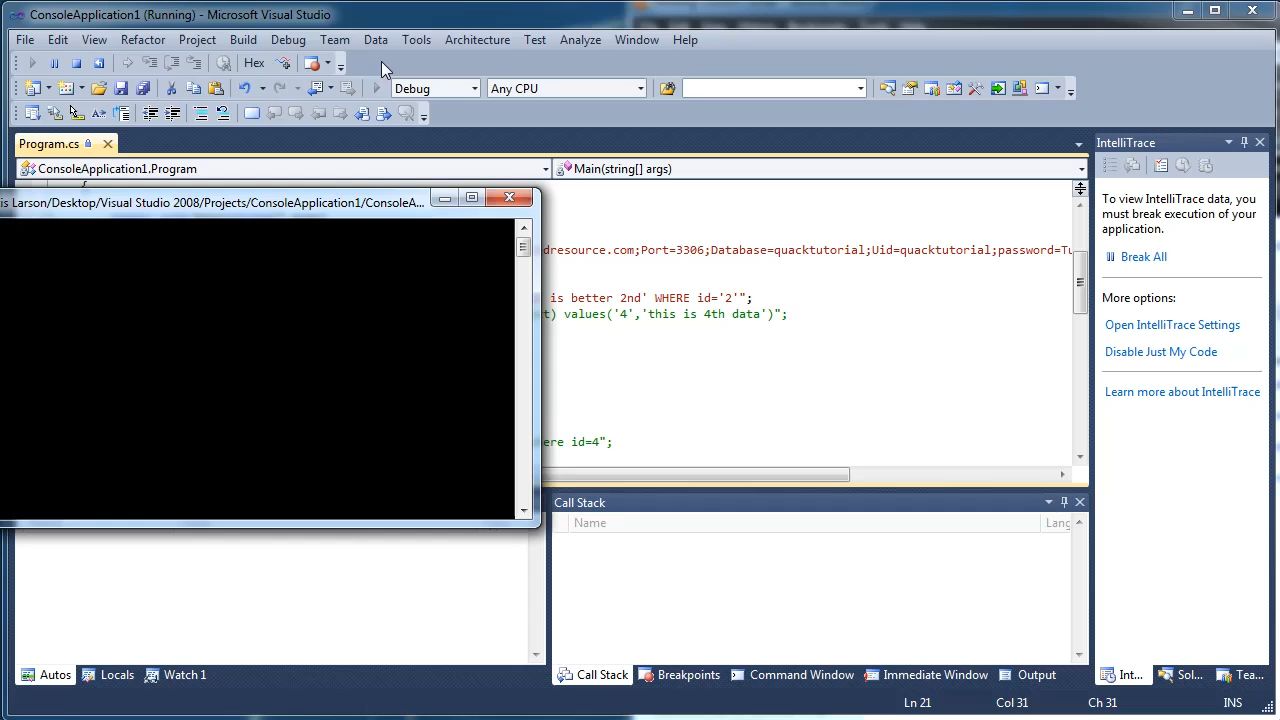 ConsoleApplication1 (Running) - Microsoft Visual Studio
File Edit View Refactor Project Build Debug Team Data Tools Architecture Test Analyze Window Help
Hex
Debug Any CPU
Program.cs
ConsoleApplication1.Program Main(string[] args)
{
is Larson/Desktop/Visual Studio 2008/Projects/ConsoleApplication1/ConsoleA...
dresource.com;Port=3306;Database=quacktutorial;Uid=quacktutorial;password=Tu
is better 2nd' WHERE id='2'";
t) values('4','this is 4th data')";
ere id=4";
IntelliTrace
To view IntelliTrace data, you
must break execution of your
application.
Break All
More options:
Open IntelliTrace Settings
Disable Just My Code
Learn more about IntelliTrace
Call Stack
Name Lang
Autos Locals Watch 1
Call Stack Breakpoints Command Window Immediate Window Output
Int... Sol... Tea...
Ln 21 Col 31 Ch 31 INS